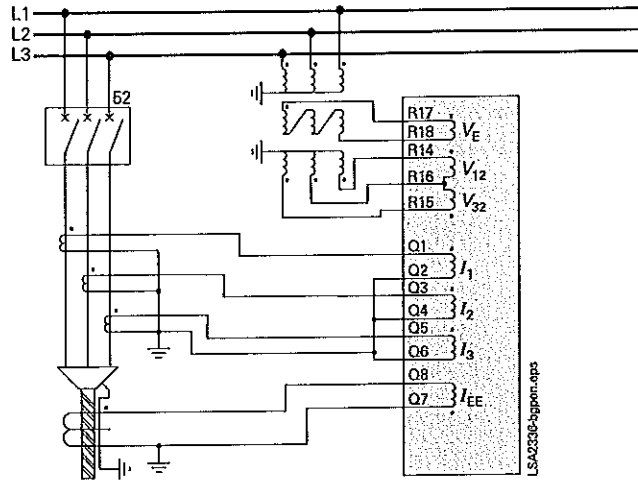 L1
L2
L3
52
R17
R18
V_E
R14
R16
V_12
R15
V_32
Q1
Q2
I_1
Q3
Q4
I_2
Q5
Q6
I_3
Q8
Q7
I_EE
LSA2336-bgpen.eps